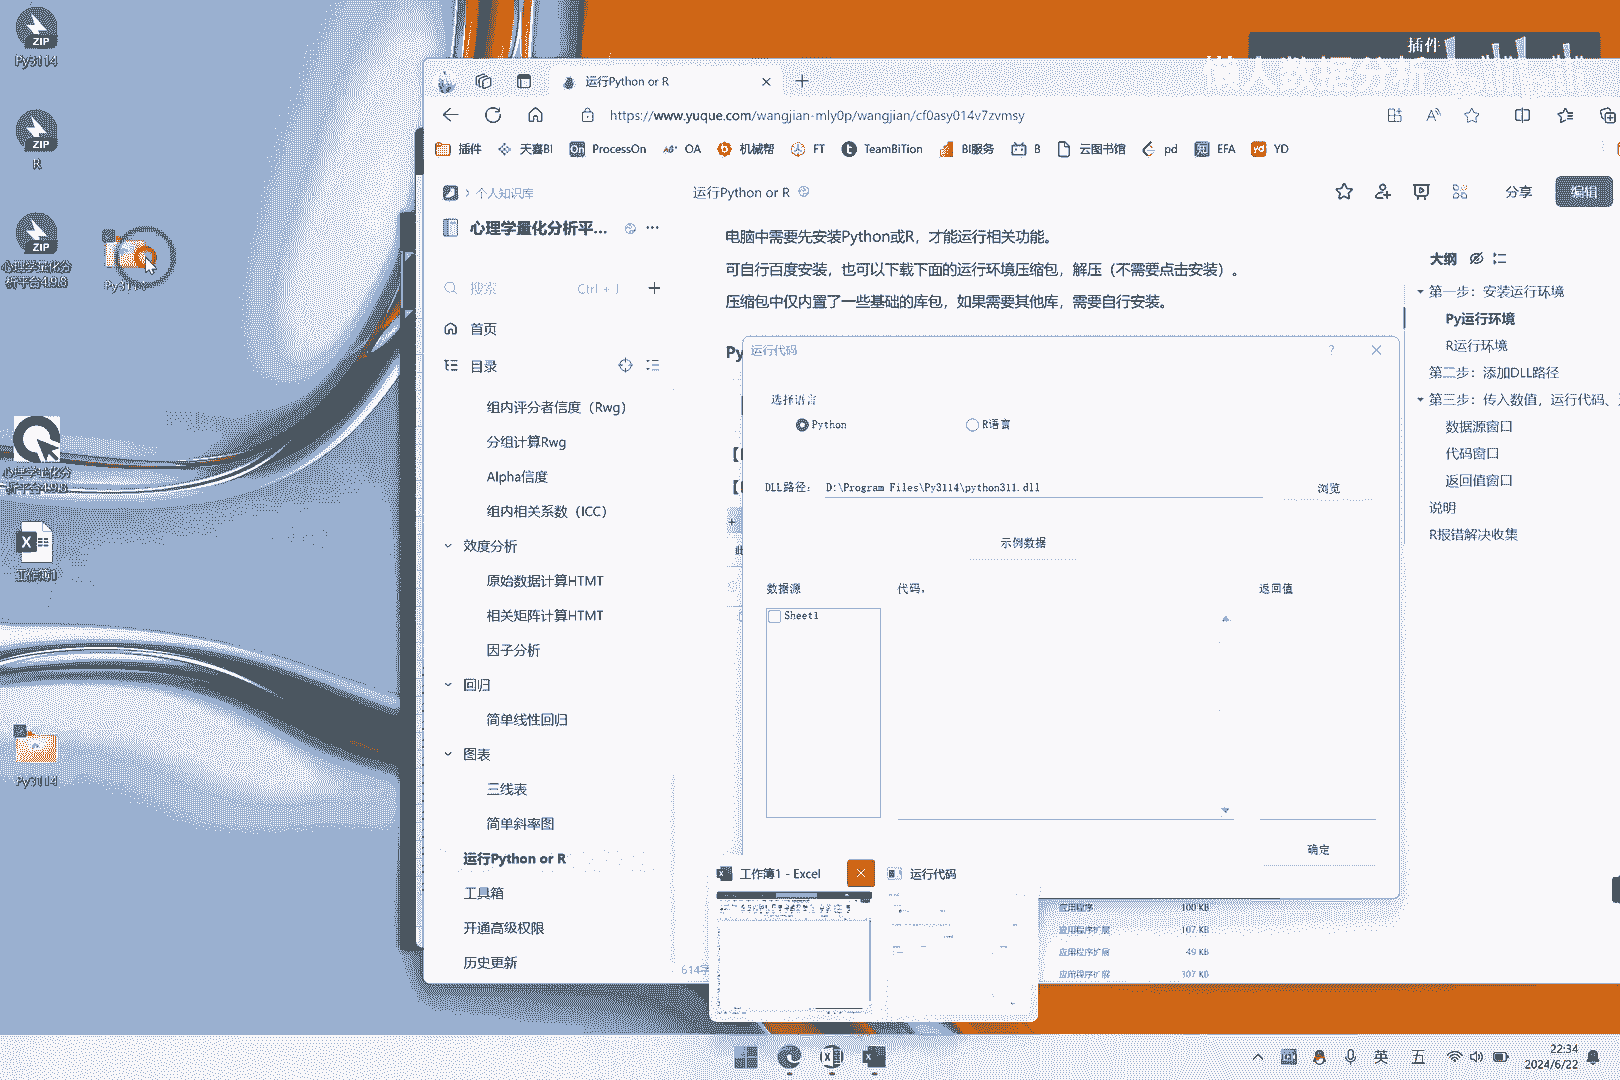 ZIP
Py3114
ZIP
R
ZIP
心理学量化分
析平台4.9.8
Py3114
心理学量化分
析平台4.9.8
工作簿1
Py3114
插件
懒人数据分析
运行Python or R
https://www.yuque.com/wangjian-mly0p/wangjian/cf0asy014v7zvmsy
插件
天喜BI
ProcessOn
OA
机械帮
FT
TeamBiTion
BI服务
B
云图书馆
pd
EFA
YD
个人知识库
运行Python or R
分享
编辑
心理学量化分析平...
搜索
Ctrl + J
首页
目录
组内评分者信度（Rwg）
分组计算Rwg
Alpha信度
组内相关系数（ICC）
效度分析
原始数据计算HTMT
相关矩阵计算HTMT
因子分析
回归
简单线性回归
图表
三线表
简单斜率图
运行Python or R
工具箱
开通高级权限
历史更新
电脑中需要先安装Python或R，才能运行相关功能。
可自行百度安装，也可以下载下面的运行环境压缩包，解压（不需要点击安装）。
压缩包中仅内置了一些基础的库包，如果需要其他库，需要自行安装。
Py
614字
大纲
第一步：安装运行环境
Py运行环境
R运行环境
第二步：添加DLL路径
第三步：传入数值，运行代码、
数据源窗口
代码窗口
返回值窗口
说明
R报错解决收集
运行代码
选择语言
Python
R语言
DLL路径：
D:\Program Files\Py3114\python311.dll
浏览
示例数据
数据源
代码，
返回值
Sheet1
确定
工作簿1 - Excel
运行代码
应用程序
100 KB
应用程序扩展
107 KB
应用程序扩展
49 KB
应用程序扩展
307 KB
英
五
22:34
2024/6/22